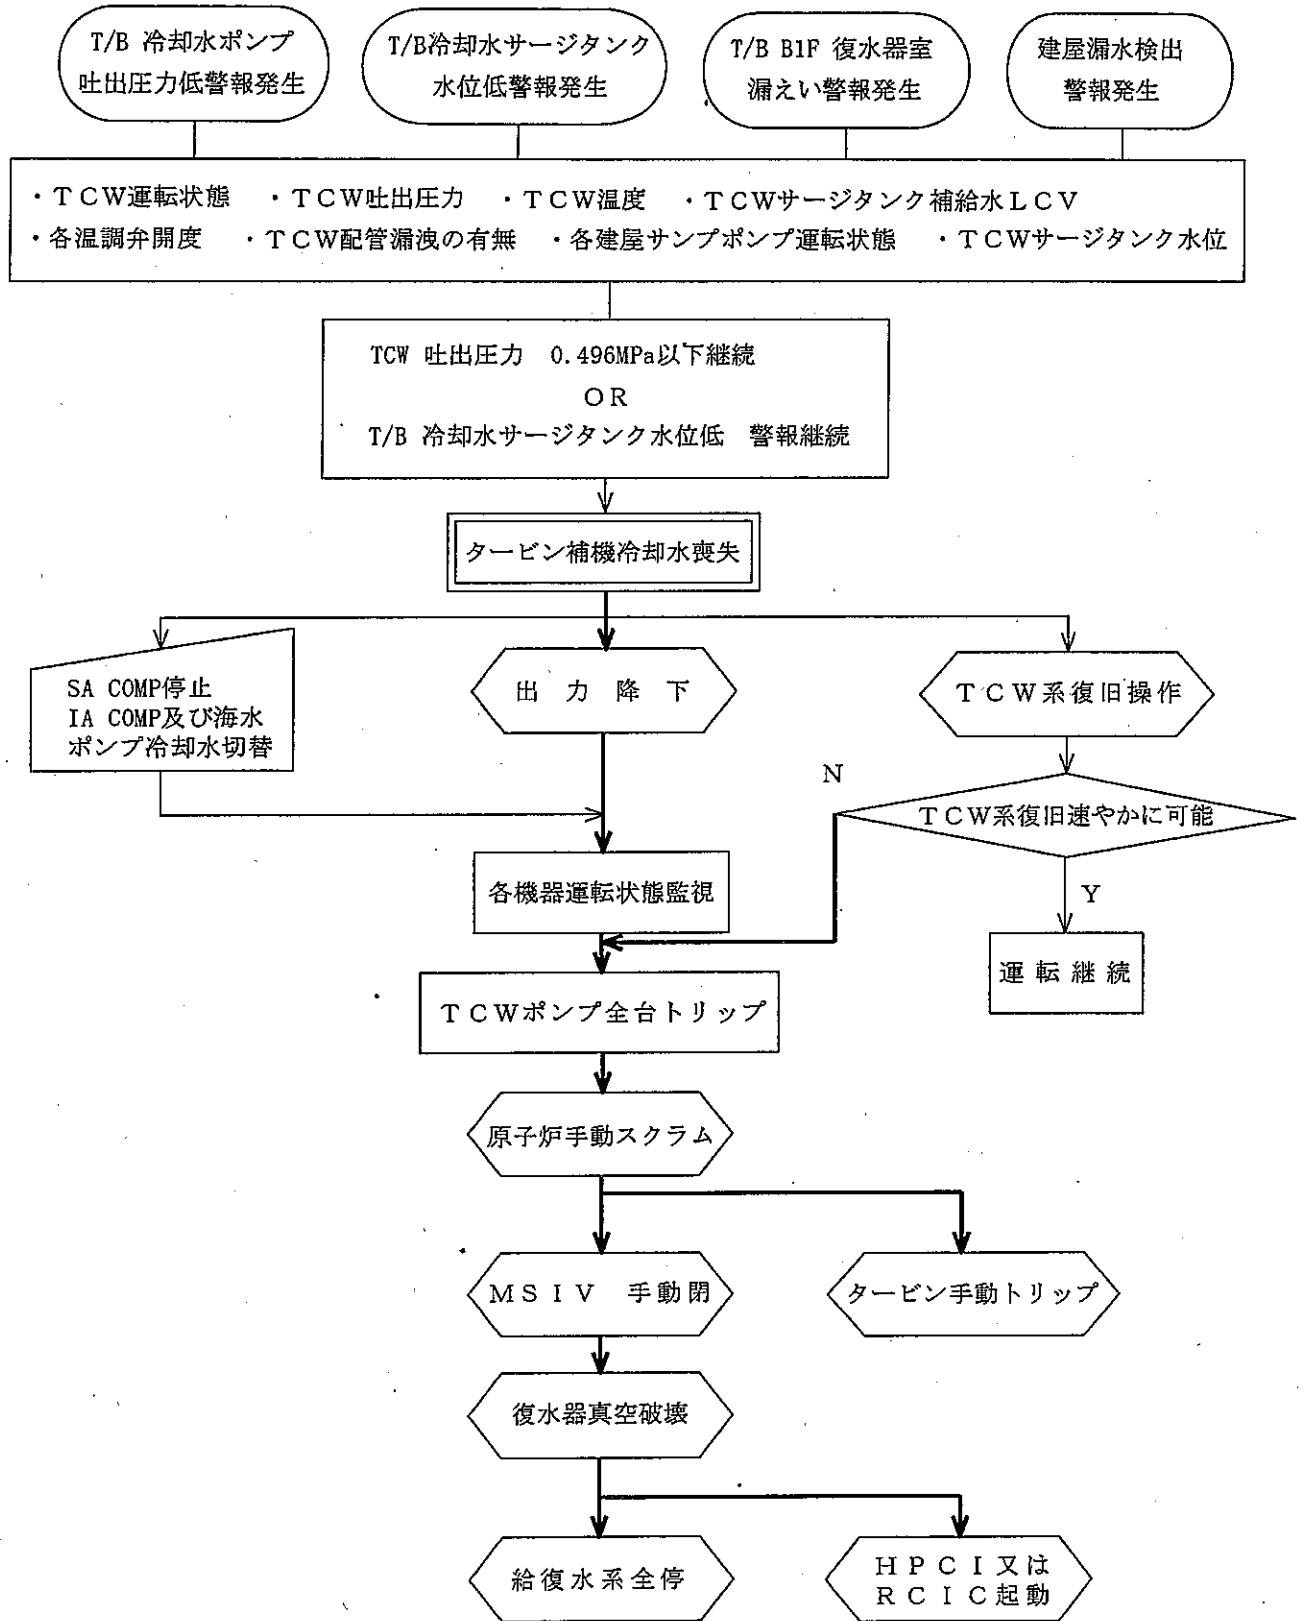 T/B 冷却水ポンプ
吐出圧力低警報発生
T/B冷却水サージタンク
水位低警報発生
T/B B1F 復水器室
漏えい警報発生
建屋漏水検出
警報発生
・TCW運転状態 ・TCW吐出圧力 ・TCW温度 ・TCWサージタンク補給水LCV
・各温調弁開度 ・TCW配管漏洩の有無 ・各建屋サンプポンプ運転状態 ・TCWサージタンク水位
TCW 吐出圧力 0.496MPa以下継続
OR
T/B 冷却水サージタンク水位低 警報継続
タービン補機冷却水喪失
SA COMP停止
IA COMP及び海水
ポンプ冷却水切替
出力降下
TCW系復旧操作
N
TCW系復旧速やかに可能
各機器運転状態監視
Y
運転継続
TCWポンプ全台トリップ
原子炉手動スクラム
MSIV 手動閉
タービン手動トリップ
復水器真空破壊
給復水系全停
HPCI又は
RCIC起動